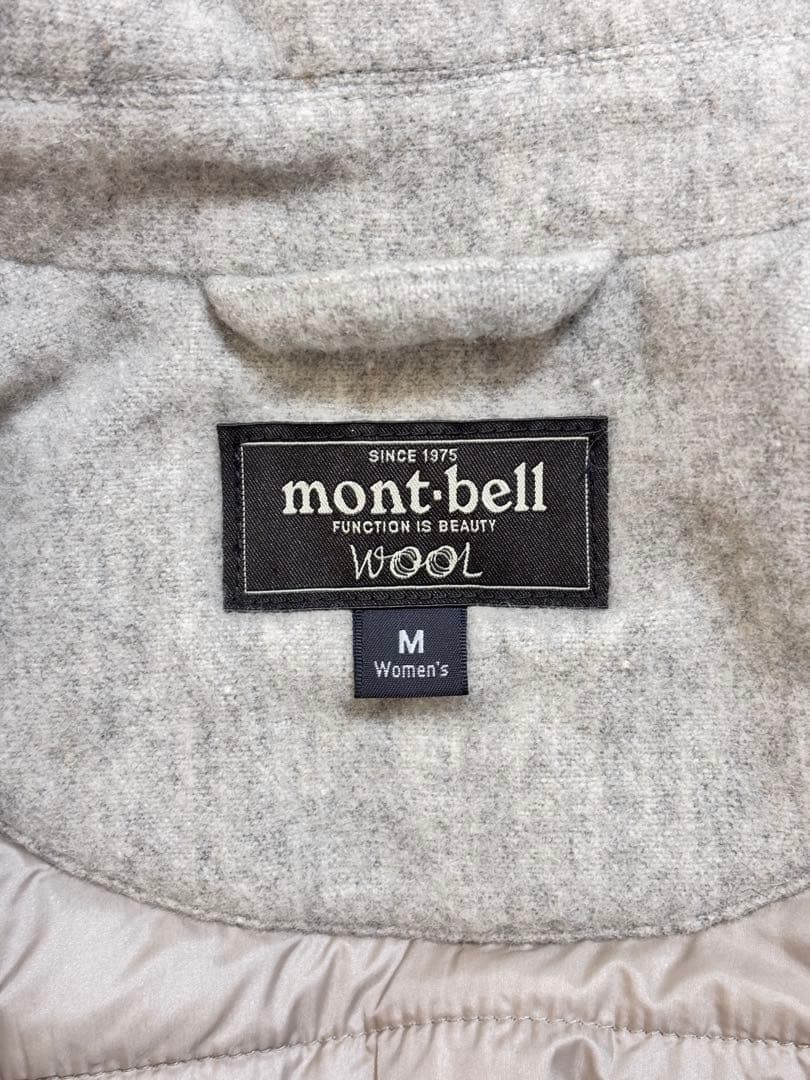 SINCE 1975
mont·bell
FUNCTION IS BEAUTY
WOOL
M
Women's